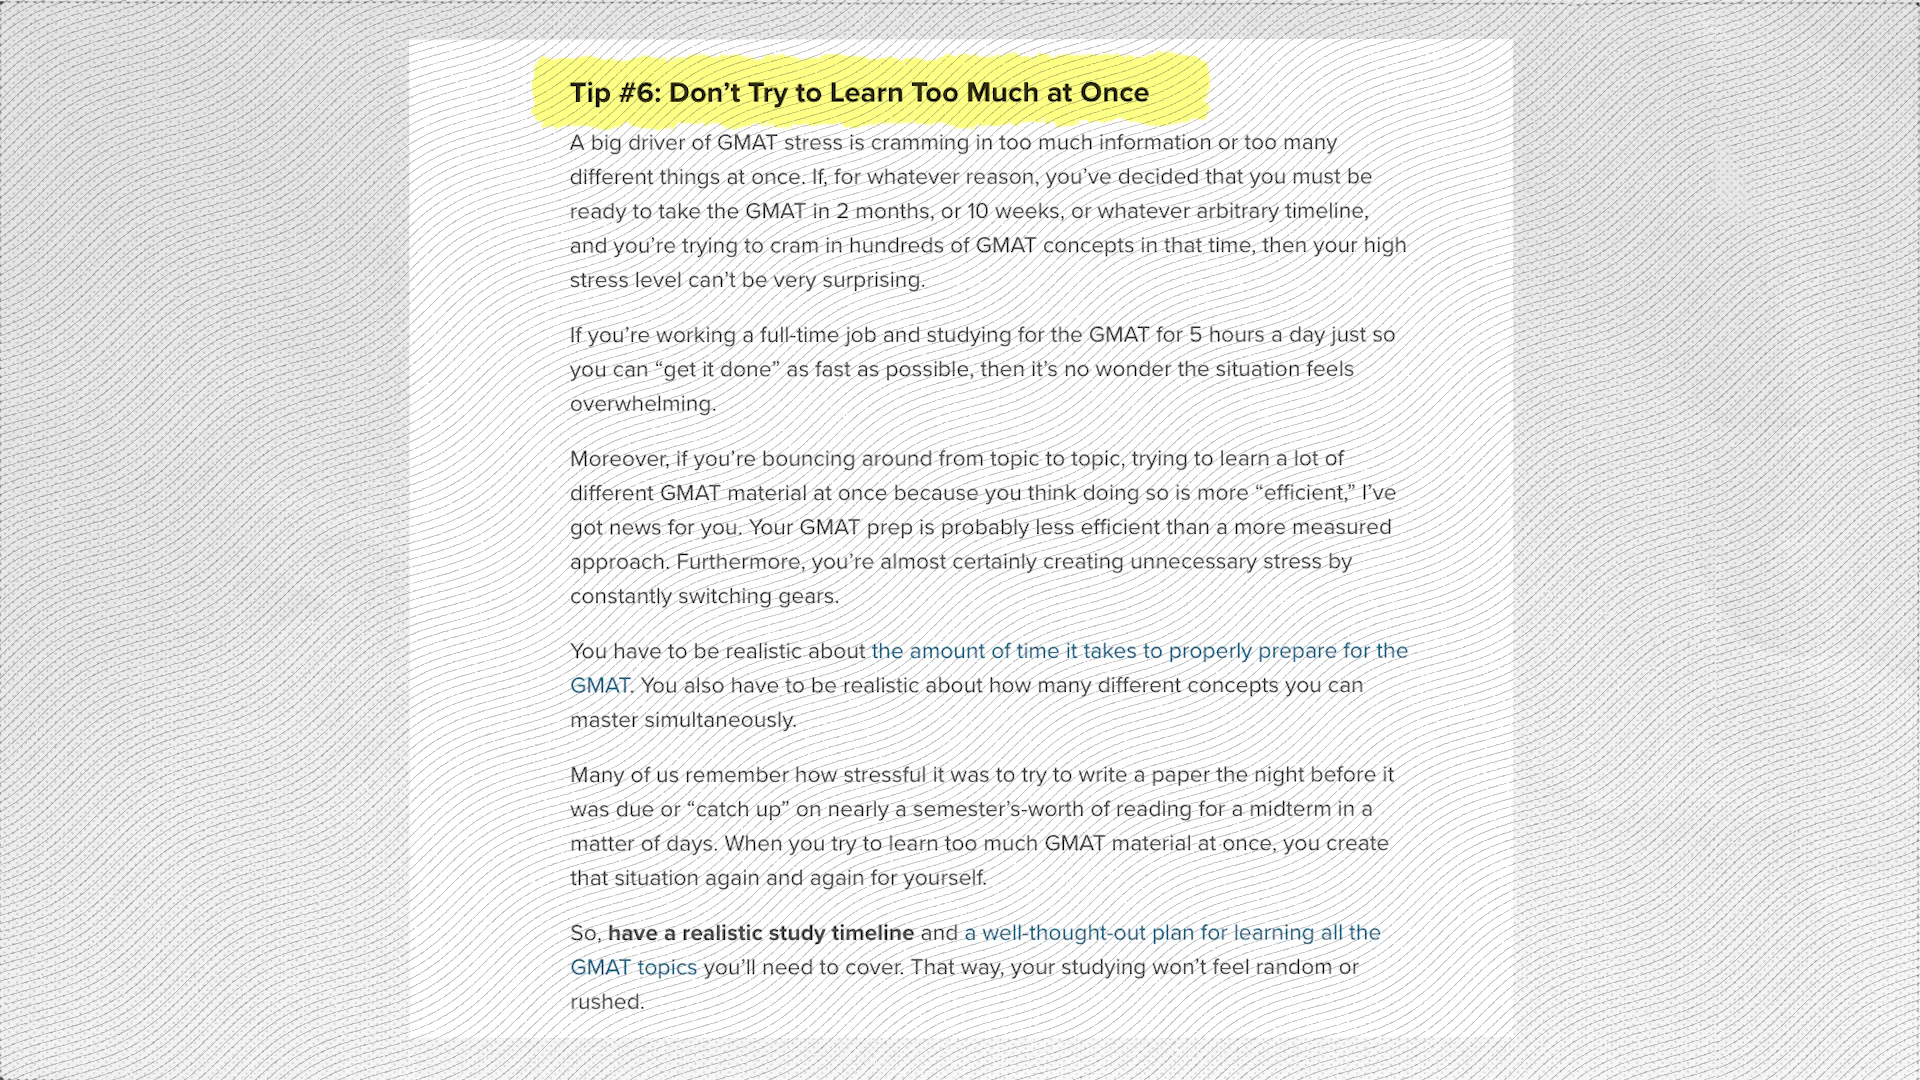 Tip #6: Don’t Try to Learn Too Much at Once
A big driver of GMAT stress is cramming in too much information or too many
different things at once. If, for whatever reason, you’ve decided that you must be
ready to take the GMAT in 2 months, or 10 weeks, or whatever arbitrary timeline,
and you’re trying to cram in hundreds of GMAT concepts in that time, then your high
stress level can’t be very surprising.
If you’re working a full-time job and studying for the GMAT for 5 hours a day just so
you can “get it done” as fast as possible, then it’s no wonder the situation feels
overwhelming.
Moreover, if you’re bouncing around from topic to topic, trying to learn a lot of
different GMAT material at once because you think doing so is more “efficient,” I’ve
got news for you. Your GMAT prep is probably less efficient than a more measured
approach. Furthermore, you’re almost certainly creating unnecessary stress by
constantly switching gears.
You have to be realistic about the amount of time it takes to properly prepare for the
GMAT. You also have to be realistic about how many different concepts you can
master simultaneously.
Many of us remember how stressful it was to try to write a paper the night before it
was due or “catch up” on nearly a semester’s-worth of reading for a midterm in a
matter of days. When you try to learn too much GMAT material at once, you create
that situation again and again for yourself.
So, have a realistic study timeline and a well-thought-out plan for learning all the
GMAT topics you’ll need to cover. That way, your studying won’t feel random or
rushed.